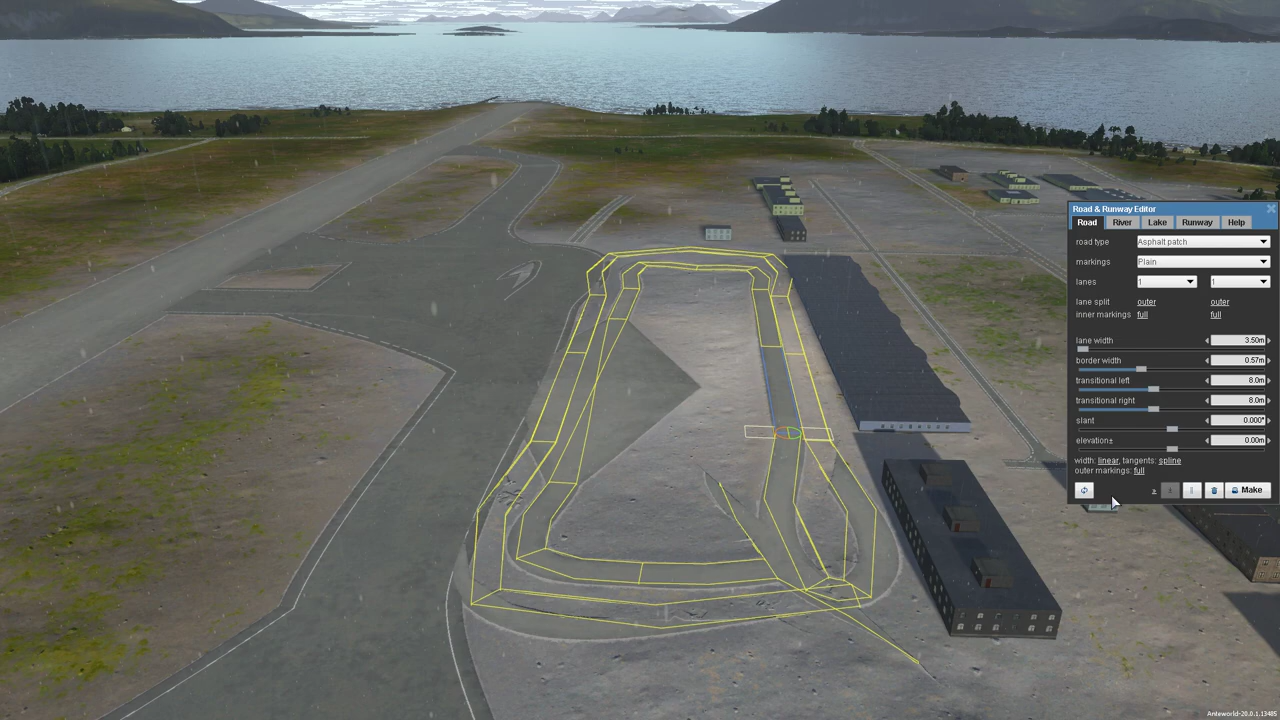 Road & Runway Editor
Road River Lake Runway Help
road type Asphalt patch
markings Plain
lanes 1 1
lane split outer outer
inner markings full full
lane width 3.50m
border width 0.57m
transitional left 8.0m
transitional right 8.0m
slant 0.000°
elevation± 0.00m
width: linear, tangents: spline
outer markings: full
Make
Anteworld-20.0.1.13485